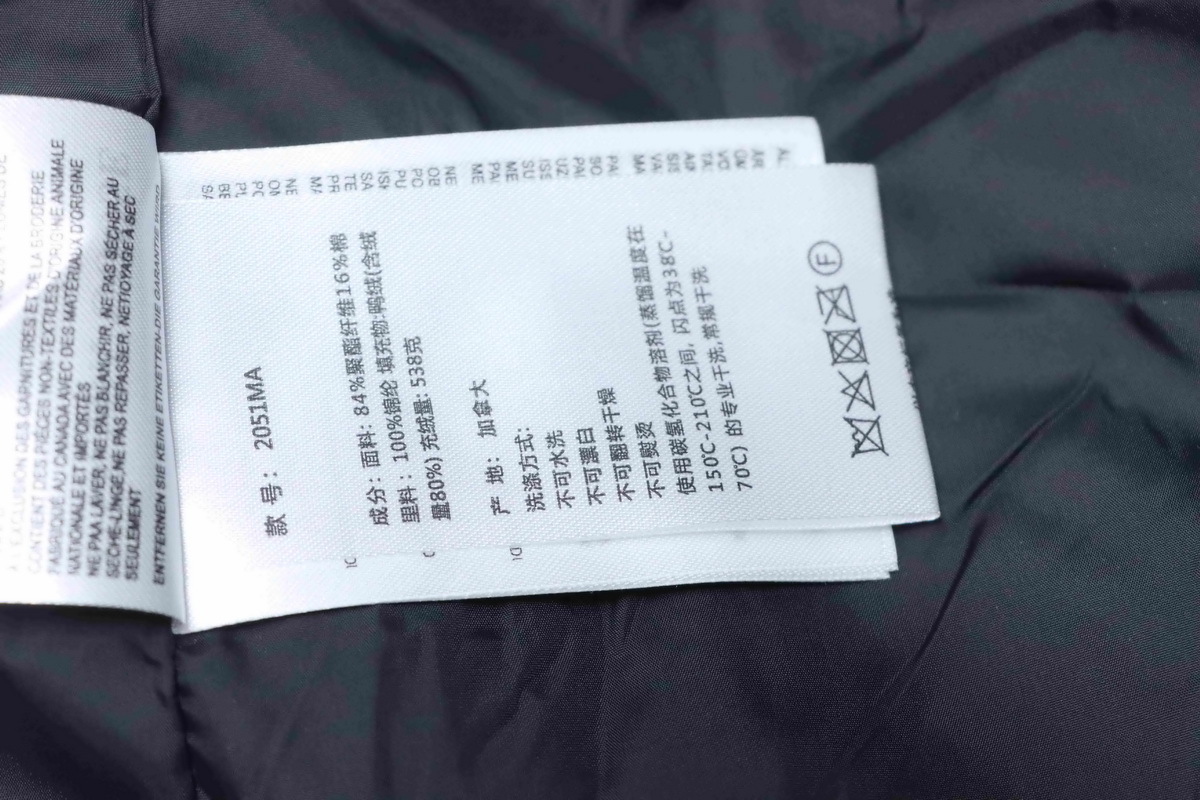 L'EXCLUSION DES GARNITURES ET DE LA BRODERIE
CONTIENT DES PIÈCES NON-TEXTILES D'ORIGINE ANIMALE
FABRIQUÉ AU CANADA AVEC DES MATÉRIAUX D'ORIGINE
NATIONALE ET IMPORTÉS
NE PAA LAVER, NE PAS BLANCHIR, NE PAS SÉCHER AU
SÈCHE-LINGE, NE PAS REPASSER, NETTOYAGE À SEC
SEULEMENT
ENTFERNEN SIE KEINE ETIKETTEN-DIE GARANTIE WIRD
款 号: 2051MA
成分: 面料: 84%聚酯纤维16%棉
里料: 100%锦纶 填充物:鸭绒(含绒
量80%) 充绒量: 538克
产 地: 加拿大
洗涤方式:
不可水洗
不可漂白
不可翻转干燥
不可熨烫
使用碳氢化合物溶剂(蒸馏温度在
150℃-210℃之间, 闪点为38℃-
70℃) 的专业干洗,常规干洗
F